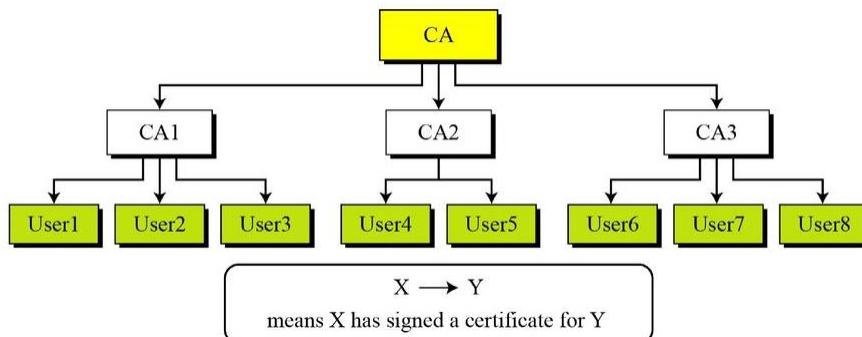 CA
CA1 CA2 CA3
User1 User2 User3 User4 User5 User6 User7 User8
X → Y
means X has signed a certificate for Y